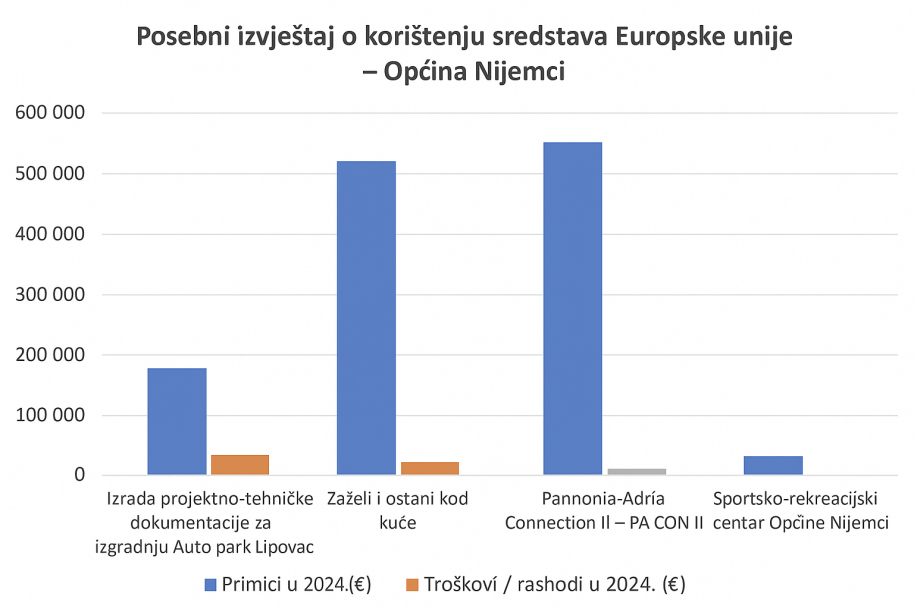 Posebni izvještaj o korištenju sredstava Europske unije
– Općina Nijemci
600 000
500 000
400 000
300 000
200 000
100 000
0
Izrada projektno-tehničke
dokumentacije za
izgradnju Auto park Lipovac
Zaželi i ostani kod
kuće
Pannonia-Adría
Connection Il – PA CON II
Sportsko-rekreacijski
centar Općine Nijemci
Primici u 2024.(€)
Troškoví / rashodi u 2024. (€)